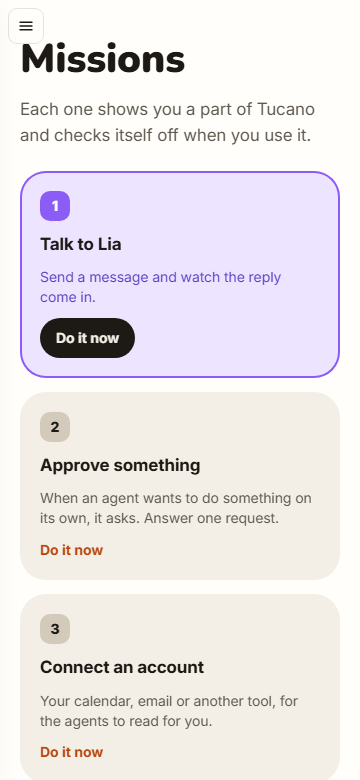 Missions
Each one shows you a part of Tucano
and checks itself off when you use it.
1
Talk to Lia
Send a message and watch the reply
come in.
Do it now
2
Approve something
When an agent wants to do something on
its own, it asks. Answer one request.
Do it now
3
Connect an account
Your calendar, email or another tool, for
the agents to read for you.
Do it now